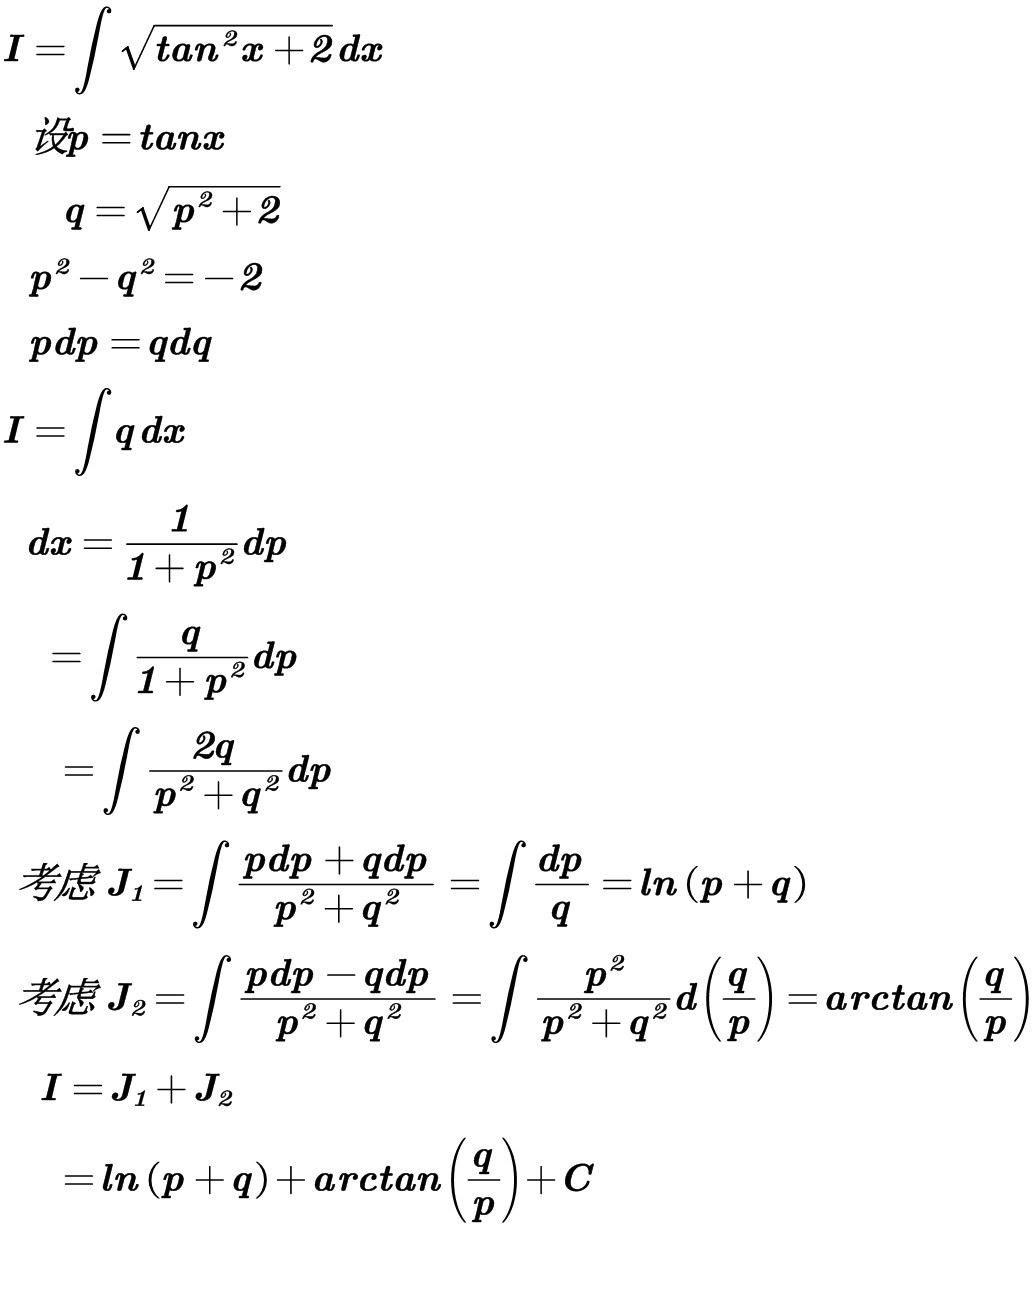 I = ∫ √(tan²x + 2) dx
设p = tanx
q = √(p² + 2)
p² − q² = −2
pdp = qdq
I = ∫ q dx
dx = 1/(1 + p²) dp
= ∫ q/(1 + p²) dp
= ∫ 2q/(p² + q²) dp
考虑 J₁ = ∫ (pdp + qdp)/(p² + q²) = ∫ dp/q = ln (p + q)
考虑 J₂ = ∫ (pdp − qdp)/(p² + q²) = ∫ p²/(p² + q²) d(q/p) = arctan(q/p)
I = J₁ + J₂
= ln (p + q) + arctan(q/p) + C